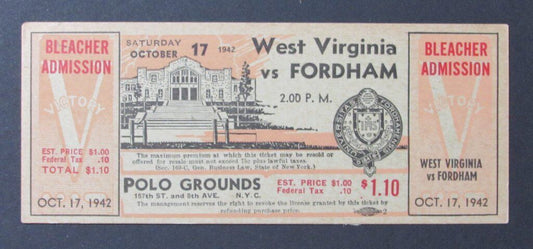 BLEACHER
ADMISSION
VICTORY
V
EST. PRICE $1.00
Federal Tax .10
TOTAL $1.10
OCT. 17, 1942
SATURDAY
OCTOBER 17 1942
West Virginia
vs FORDHAM
2.00 P. M.
The maximum premium at which this ticket may be resold or
offered for resale must not exceed 75c plus lawful taxes.
(Sec. 169-C, Gen. Business Law, State of New York.)
POLO GROUNDS
157th ST. and 8th AVE. N.Y.C.
EST. PRICE $1.00
Federal Tax .10
$1.10
The management reserves the right to revoke the license granted by this ticket by
refunding purchase price.
BLEACHER
ADMISSION
VICTORY
V
WEST VIRGINIA
vs FORDHAM
OCT. 17, 1942